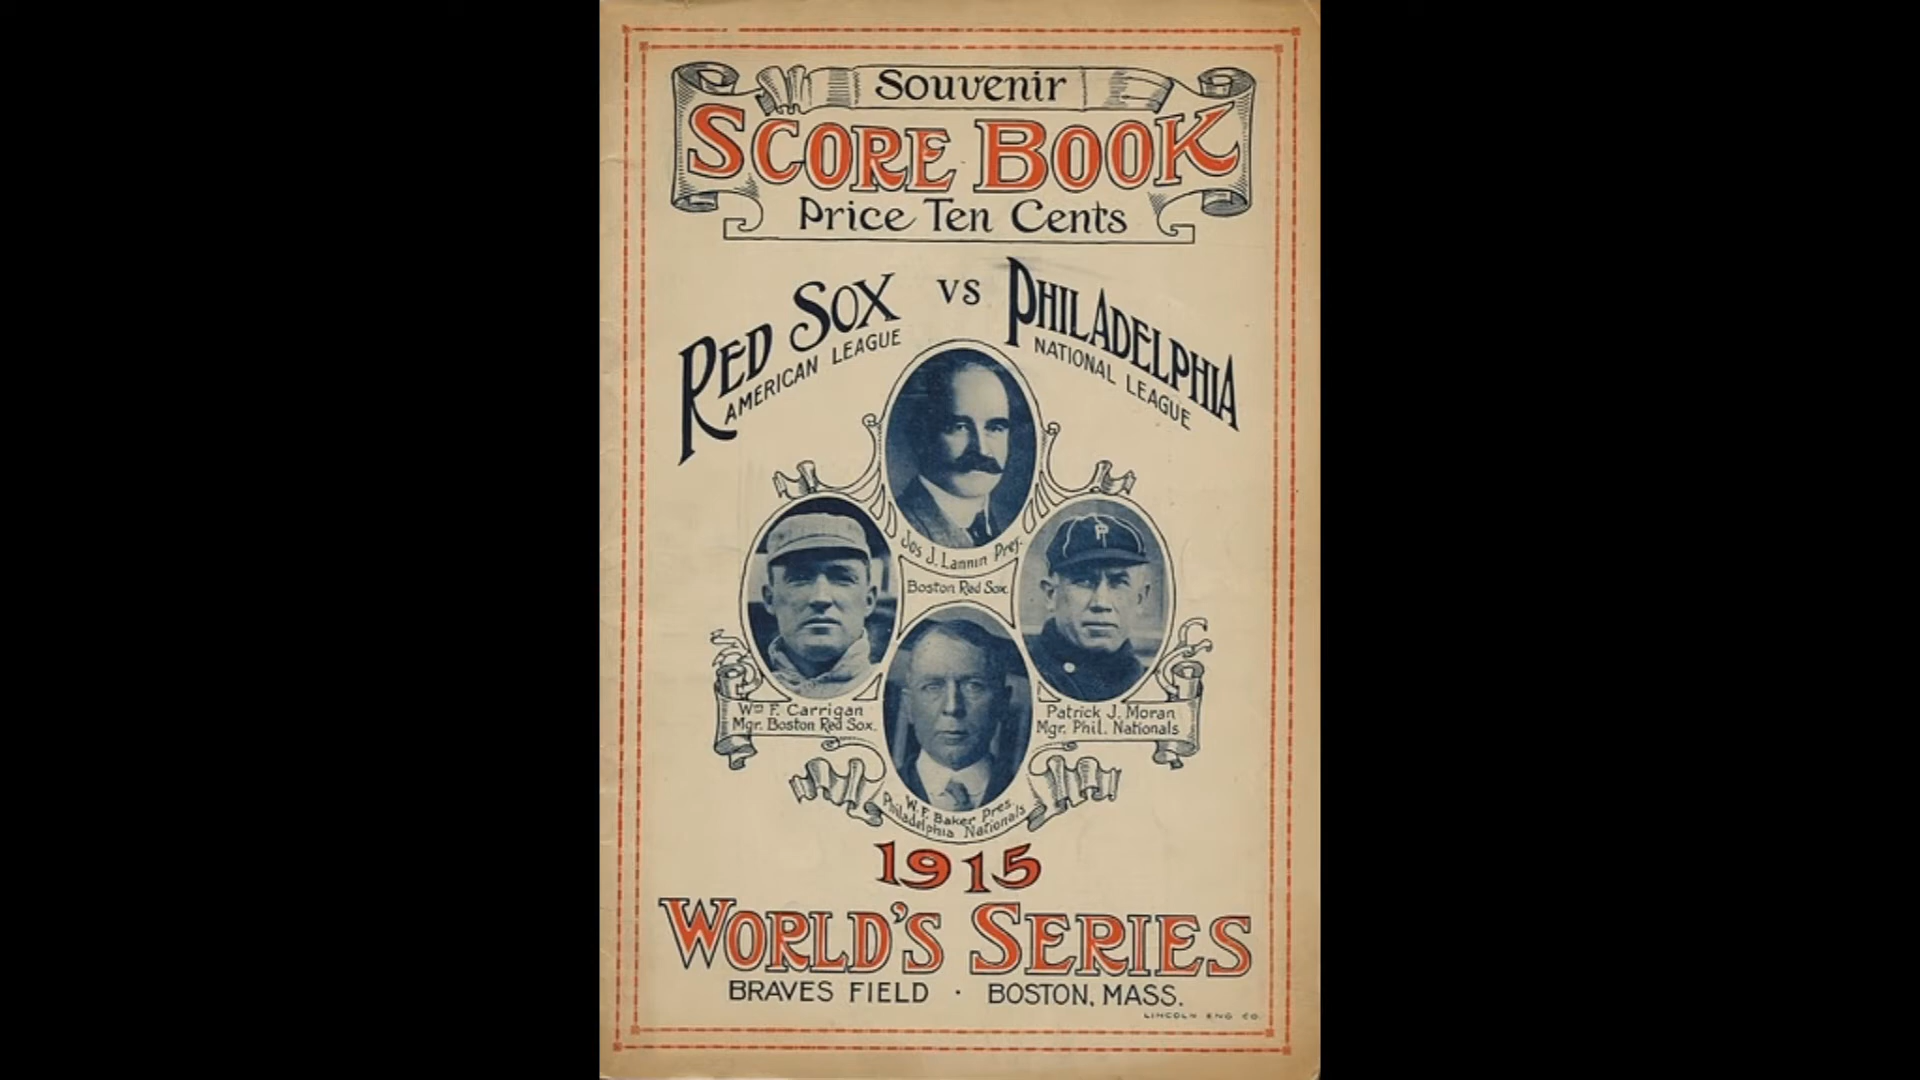 Souvenir
SCORE BOOK
Price Ten Cents
RED SOX VS PHILADELPHIA
AMERICAN LEAGUE
NATIONAL LEAGUE
P
Jos J. Lannin Pres.
Boston Red Sox.
Wm F. Carrigan
Mgr. Boston Red Sox.
Patrick J. Moran
Mgr. Phil. Nationals
W. F. Baker Pres.
Philadelphia Nationals
1915
WORLD'S SERIES
BRAVES FIELD · BOSTON, MASS.
LINCOLN ENG CO.